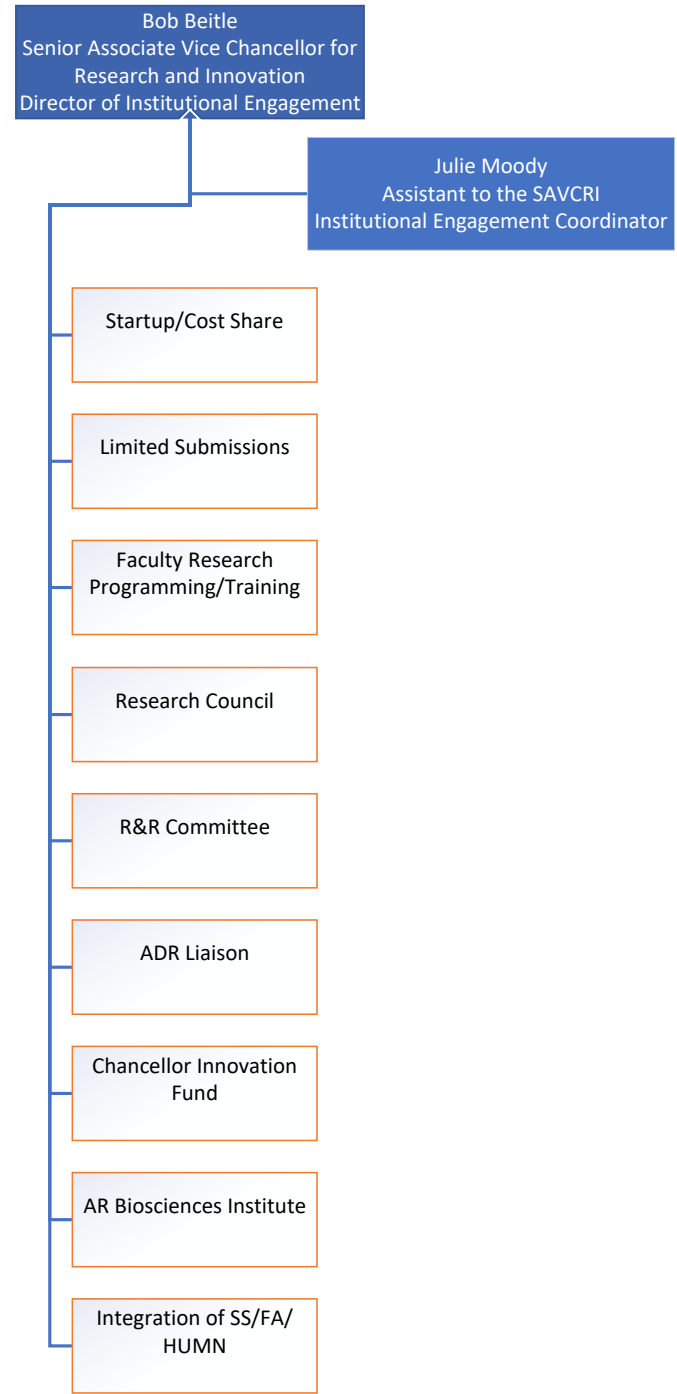 Bob Beitle
Senior Associate Vice Chancellor for
Research and Innovation
Director of Institutional Engagement
Julie Moody
Assistant to the SAVCRI
Institutional Engagement Coordinator
Startup/Cost Share
Limited Submissions
Faculty Research
Programming/Training
Research Council
R&R Committee
ADR Liaison
Chancellor Innovation
Fund
AR Biosciences Institute
Integration of SS/FA/
HUMN